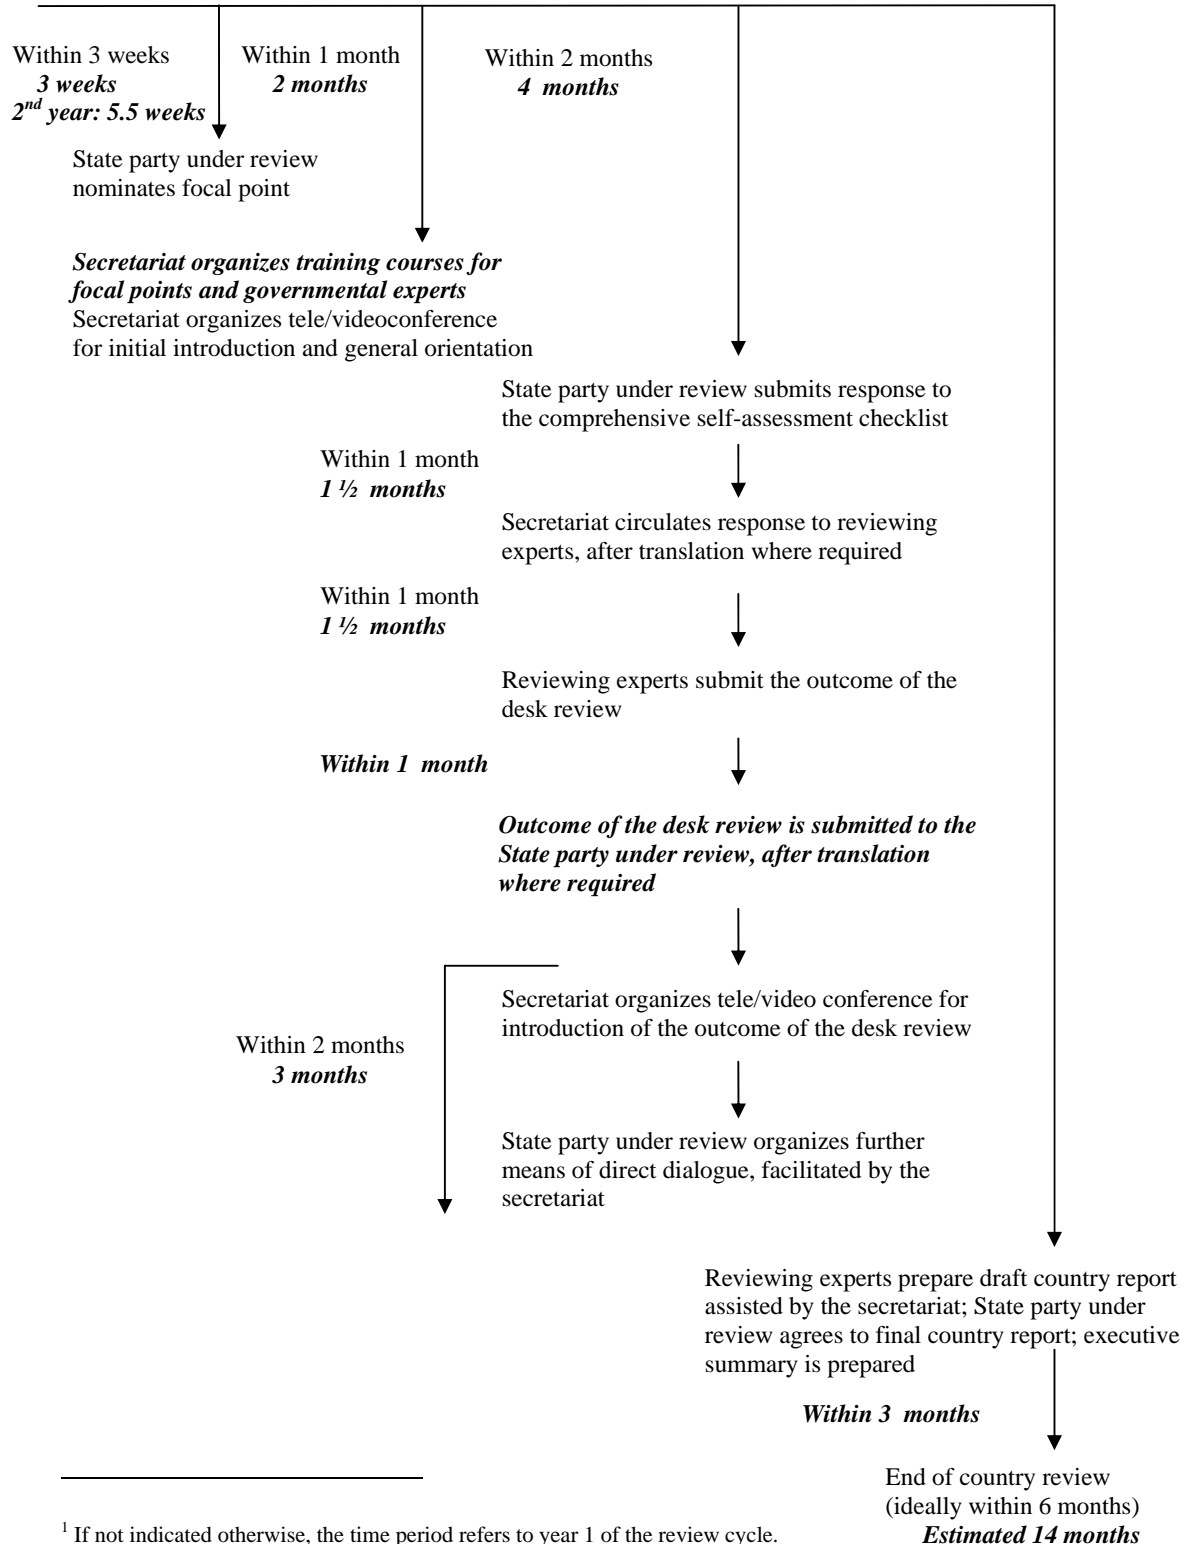 Within 3 weeks
3 weeks
2nd year: 5.5 weeks
Within 1 month
2 months
Within 2 months
4 months
State party under review
nominates focal point
Secretariat organizes training courses for
focal points and governmental experts
Secretariat organizes tele/videoconference
for initial introduction and general orientation
State party under review submits response to
the comprehensive self-assessment checklist
Within 1 month
1 ½ months
Secretariat circulates response to reviewing
experts, after translation where required
Within 1 month
1 ½ months
Reviewing experts submit the outcome of the
desk review
Within 1 month
Outcome of the desk review is submitted to the
State party under review, after translation
where required
Secretariat organizes tele/video conference for
introduction of the outcome of the desk review
Within 2 months
3 months
State party under review organizes further
means of direct dialogue, facilitated by the
secretariat
Reviewing experts prepare draft country report
assisted by the secretariat; State party under
review agrees to final country report; executive
summary is prepared
Within 3 months
End of country review
(ideally within 6 months)
Estimated 14 months
1 If not indicated otherwise, the time period refers to year 1 of the review cycle.